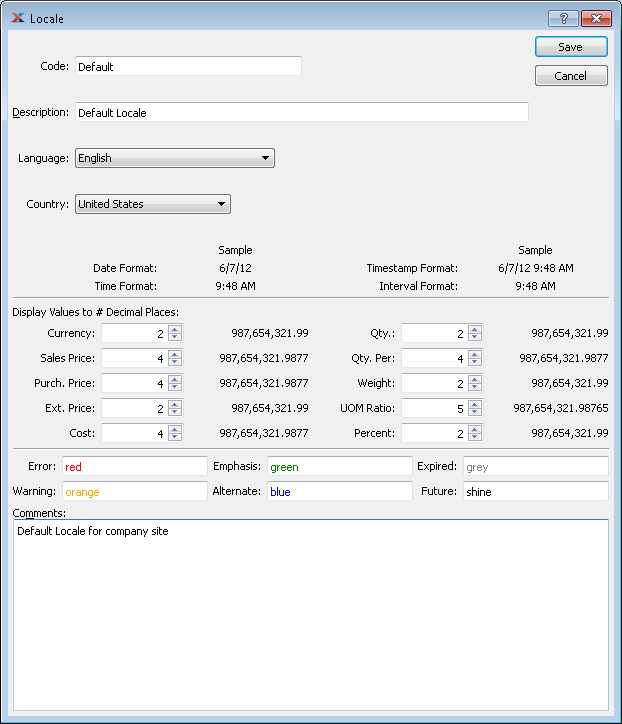 Locale
Save
Code: Default
Cancel
Description: Default Locale
Language: English
Country: United States
Sample Sample
Date Format: 6/7/12 Timestamp Format: 6/7/12 9:48 AM
Time Format: 9:48 AM Interval Format: 9:48 AM
Display Values to # Decimal Places:
Currency: 2 987,654,321.99 Qty.: 2 987,654,321.99
Sales Price: 4 987,654,321.9877 Qty. Per: 4 987,654,321.9877
Purch. Price: 4 987,654,321.9877 Weight: 2 987,654,321.99
Ext. Price: 2 987,654,321.99 UOM Ratio: 5 987,654,321.98765
Cost: 4 987,654,321.9877 Percent: 2 987,654,321.99
Error: red Emphasis: green Expired: grey
Warning: orange Alternate: blue Future: shine
Comments:
Default Locale for company site